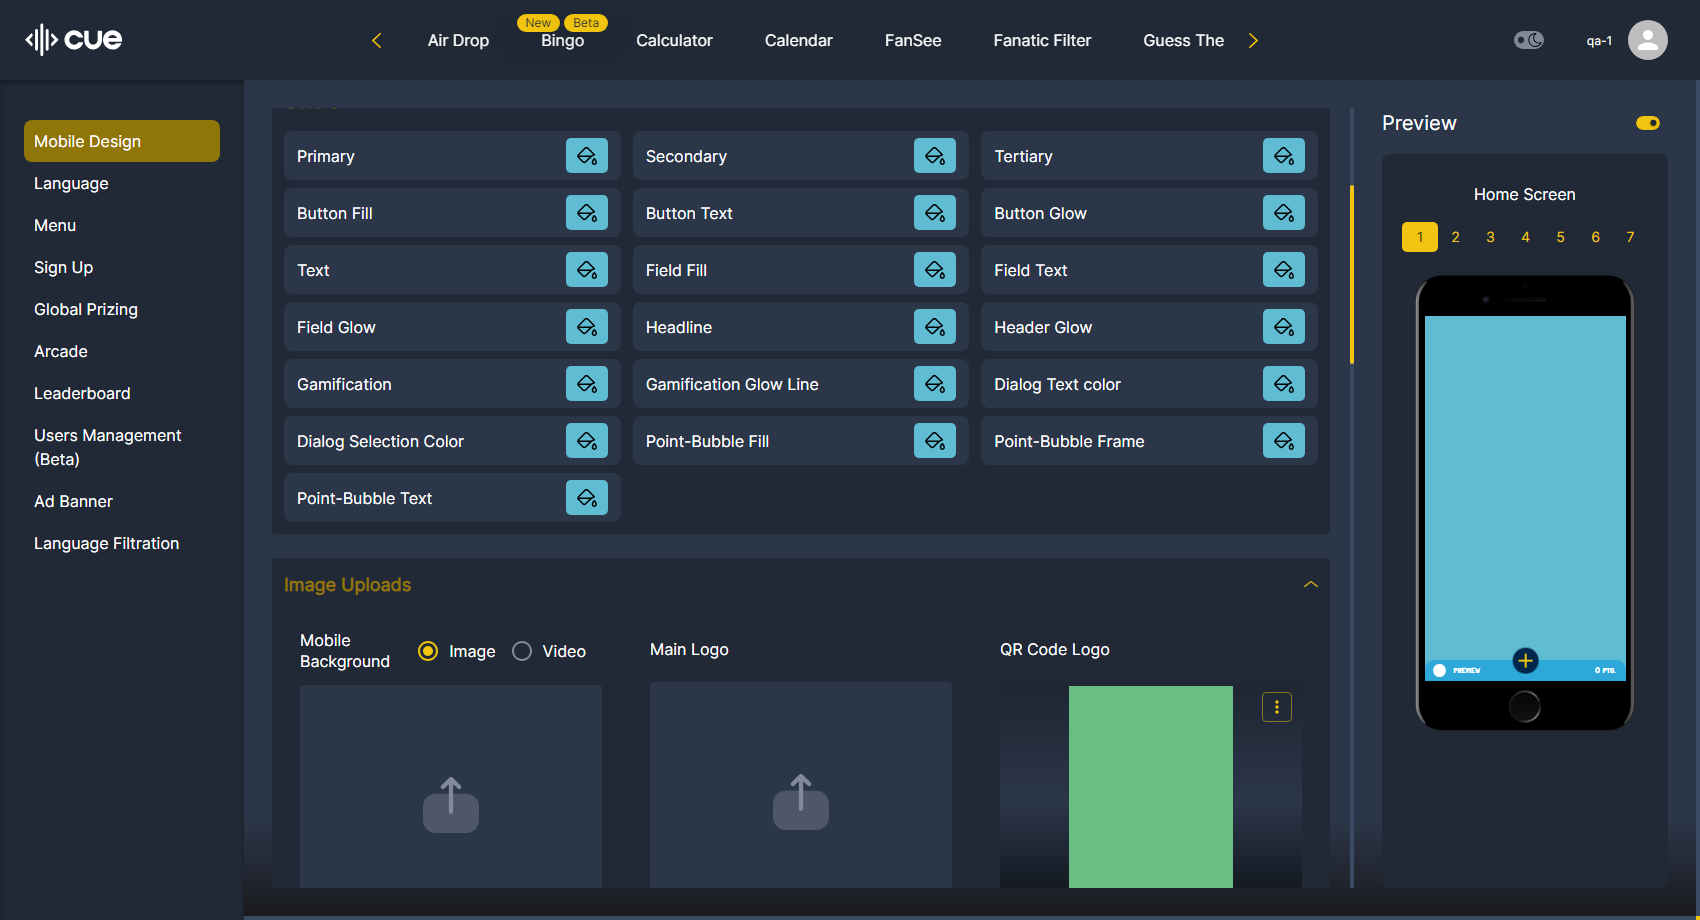 cue
Air Drop
New
Beta
Bingo
Calculator
Calendar
FanSee
Fanatic Filter
Guess The
qa-1
Mobile Design
Language
Menu
Sign Up
Global Prizing
Arcade
Leaderboard
Users Management
(Beta)
Ad Banner
Language Filtration
Primary
Secondary
Tertiary
Button Fill
Button Text
Button Glow
Text
Field Fill
Field Text
Field Glow
Headline
Header Glow
Gamification
Gamification Glow Line
Dialog Text color
Dialog Selection Color
Point-Bubble Fill
Point-Bubble Frame
Point-Bubble Text
Image Uploads
Mobile
Background
Image
Video
Main Logo
QR Code Logo
Preview
Home Screen
1 2 3 4 5 6 7
PREVIEW
0 PTS.